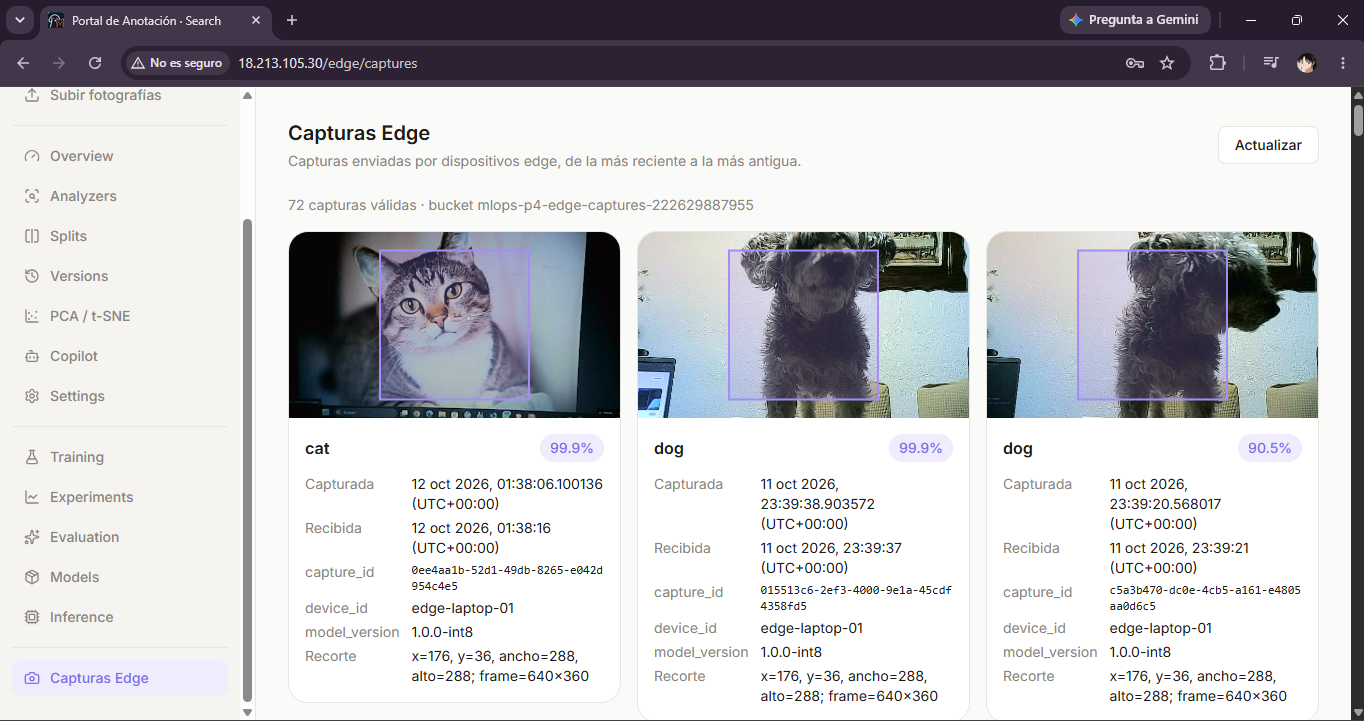 Portal de Anotación · Search
Pregunta a Gemini
No es seguro
18.213.105.30/edge/captures
Subir fotografías
Overview
Analyzers
Splits
Versions
PCA / t-SNE
Copilot
Settings
Training
Experiments
Evaluation
Models
Inference
Capturas Edge
Capturas Edge
Capturas enviadas por dispositivos edge, de la más reciente a la más antigua.
Actualizar
72 capturas válidas · bucket mlops-p4-edge-captures-222629887955
cat
99.9%
Capturada
12 oct 2026, 01:38:06.100136
(UTC+00:00)
Recibida
12 oct 2026, 01:38:16
(UTC+00:00)
capture_id
0ee4aa1b-52d1-49db-8265-e042d
954c4e5
device_id
edge-laptop-01
model_version
1.0.0-int8
Recorte
x=176, y=36, ancho=288,
alto=288; frame=640×360
dog
99.9%
Capturada
11 oct 2026,
23:39:38.903572
(UTC+00:00)
Recibida
11 oct 2026, 23:39:37
(UTC+00:00)
capture_id
015513c6-2ef3-4000-9e1a-45cdf
4358fd5
device_id
edge-laptop-01
model_version
1.0.0-int8
Recorte
x=176, y=36, ancho=288,
alto=288; frame=640×360
dog
90.5%
Capturada
11 oct 2026,
23:39:20.568017
(UTC+00:00)
Recibida
11 oct 2026, 23:39:21
(UTC+00:00)
capture_id
c5a3b470-dc0e-4cb5-a161-e4805
aa0d6c5
device_id
edge-laptop-01
model_version
1.0.0-int8
Recorte
x=176, y=36, ancho=288,
alto=288; frame=640×360